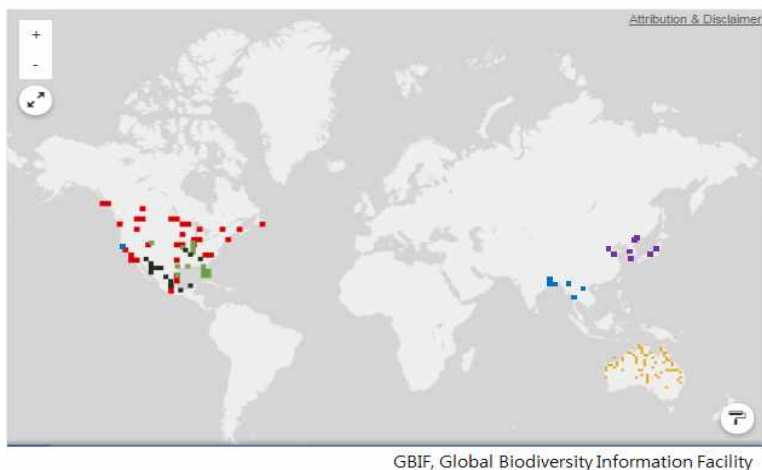 Attribution & Disclaimer
+
-
GBIF, Global Biodiversity Information Facility